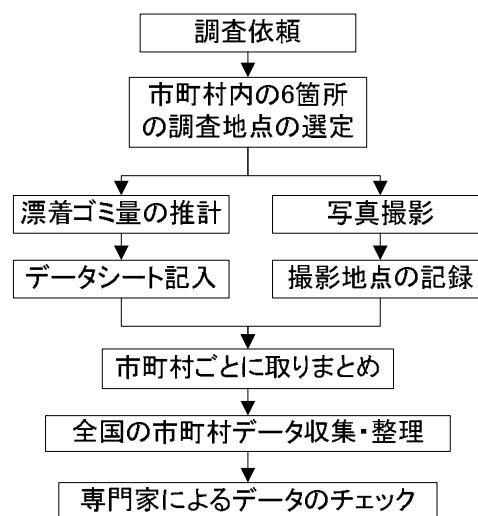 調査依頼
市町村内の6箇所
の調査地点の選定
漂着ゴミ量の推計
写真撮影
データシート記入
撮影地点の記録
市町村ごとに取りまとめ
全国の市町村データ収集・整理
専門家によるデータのチェック